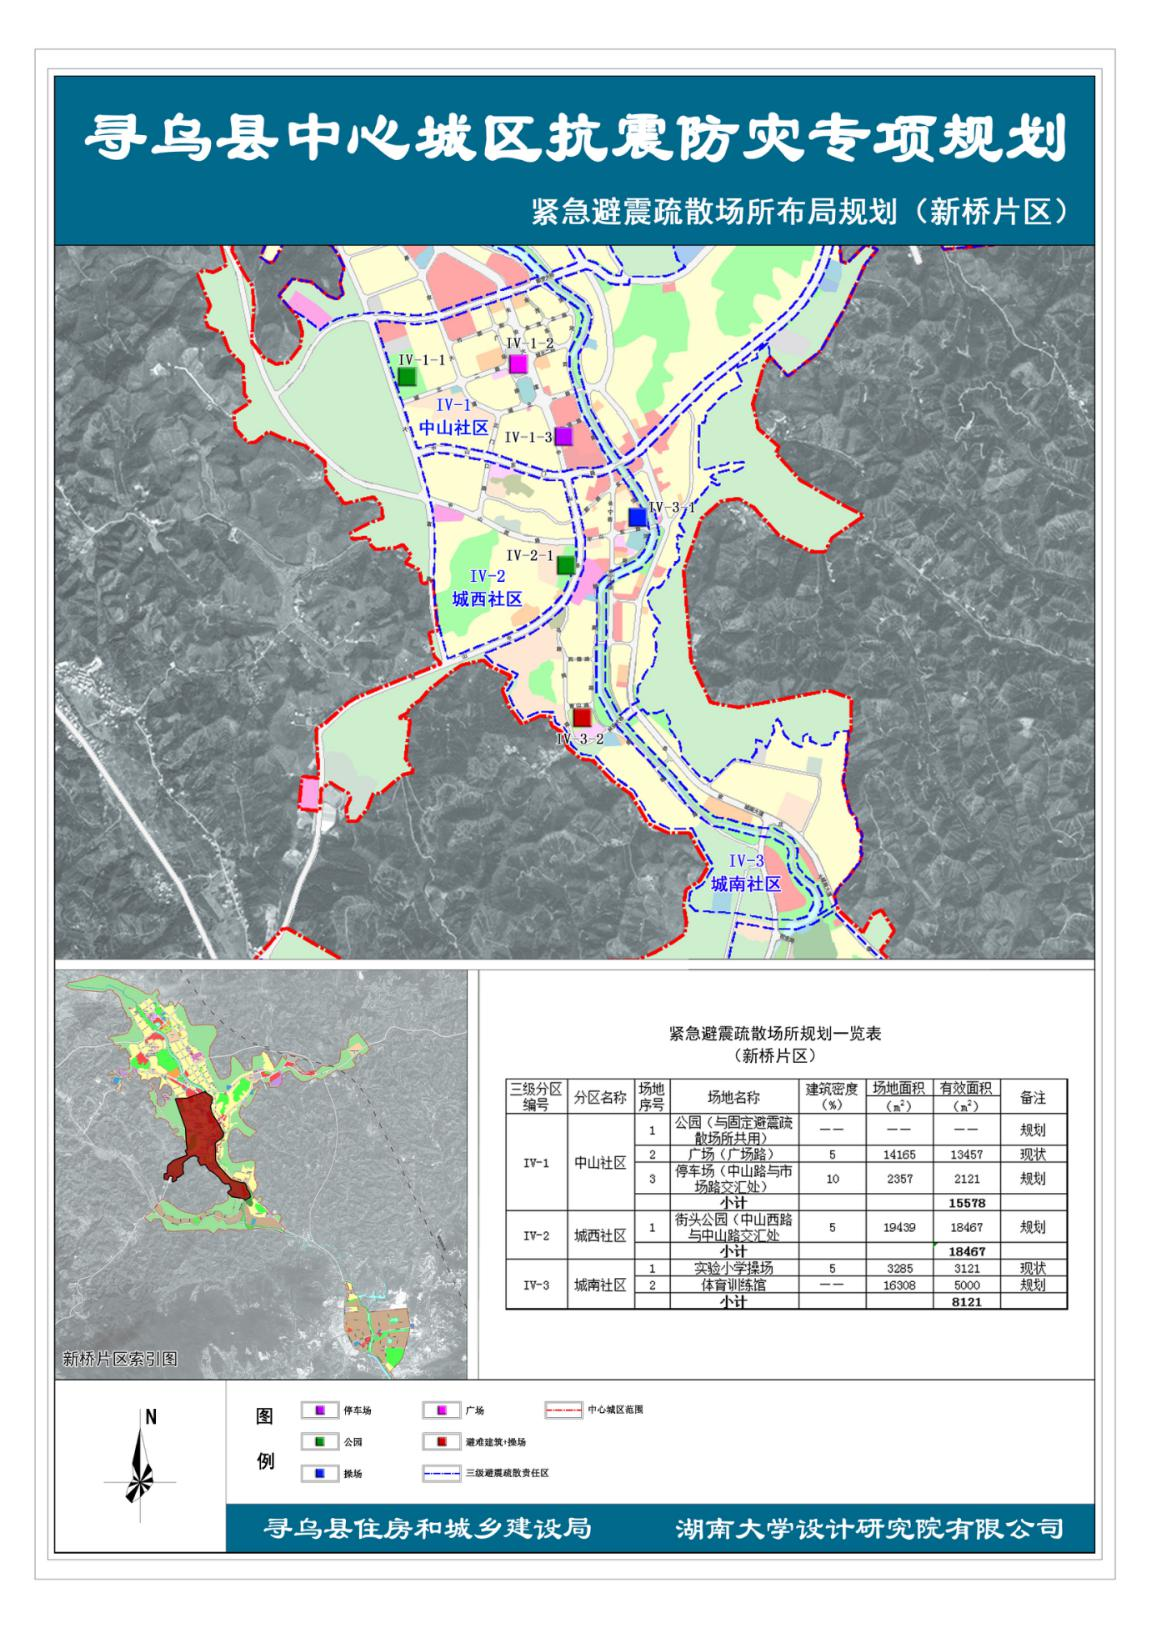 寻乌县中心城区抗震防灾专项规划
紧急避震疏散场所布局规划（新桥片区）
IV-1-2
IV-1-1
IV-1
中山社区
IV-1-3
IV-3-1
IV-2-1
IV-2
城西社区
IV-3-2
IV-3
城南社区
新桥片区索引图
紧急避震疏散场所规划一览表
（新桥片区）
三级分区编号 分区名称 场地序号 场地名称 建筑密度（%） 场地面积（㎡） 有效面积（㎡） 备注
IV-1 中山社区 1 公园（与固定避震疏散场所共用） —— —— —— 规划
2 广场（广场路） 5 14165 13457 现状
3 停车场（中山路与市场路交汇处） 10 2357 2121 规划
小计 15578
IV-2 城西社区 1 街头公园（中山西路与中山路交汇处 5 19439 18467 规划
小计 18467
IV-3 城南社区 1 实验小学操场 5 3285 3121 现状
2 体育训练馆 —— 16308 5000 规划
小计 8121
N
图例
停车场 广场 中心城区范围
公园 避难建筑+操场
操场 三级避震疏散责任区
寻乌县住房和城乡建设局 湖南大学设计研究院有限公司